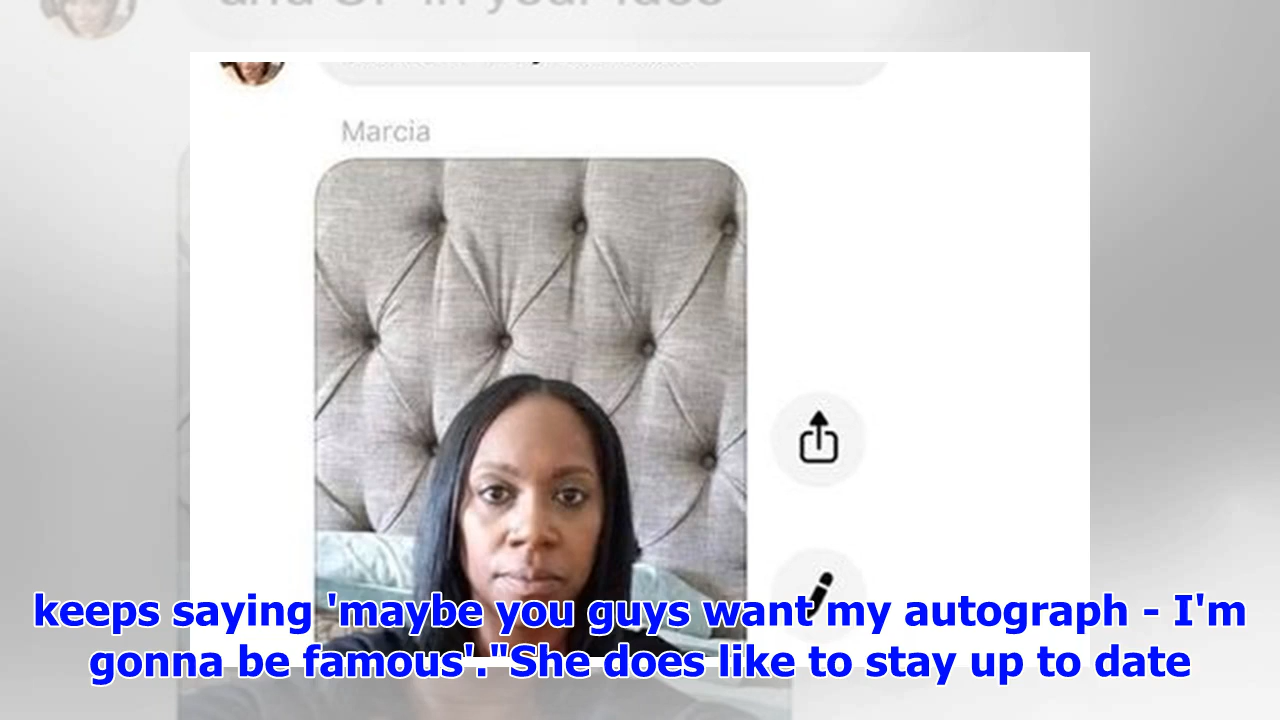 Marcia
keeps saying 'maybe you guys want my autograph - I'm
gonna be famous'."She does like to stay up to date